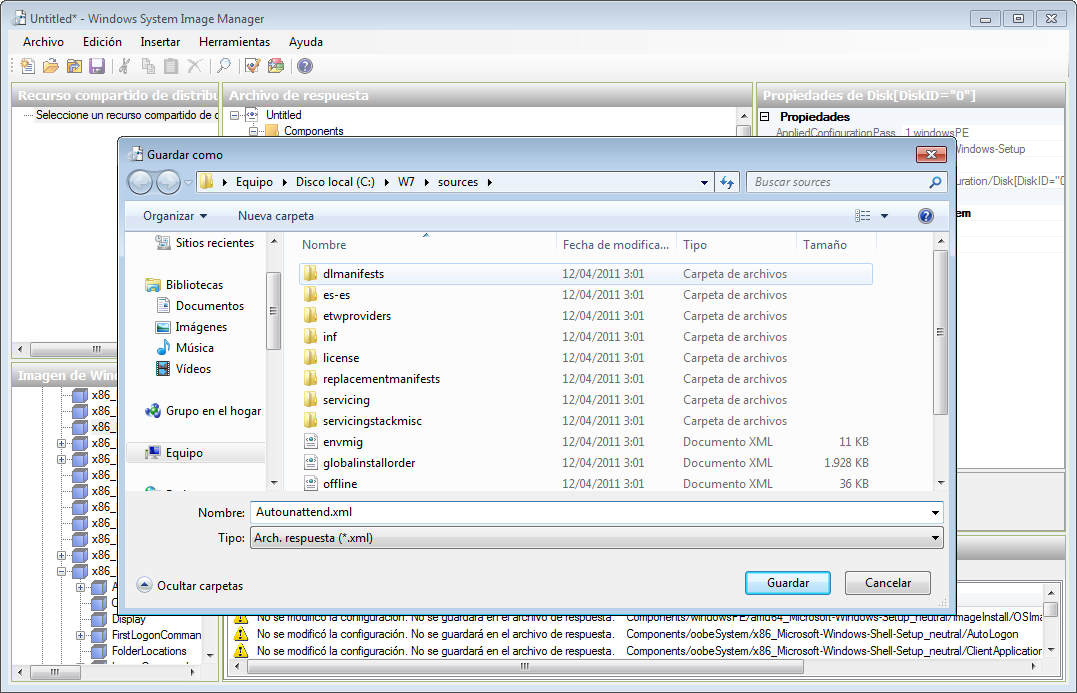 Untitled* - Windows System Image Manager
Archivo Edición Insertar Herramientas Ayuda
Recurso compartido de distribu
Seleccione un recurso compartido de
Archivo de respuesta
Untitled
Components
Propiedades de Disk[DiskID="0"]
Propiedades
AppliedConfigurationPass 1 windowsPE
Windows-Setup
uration/Disk[DiskID="0
Guardar como
Equipo Disco local (C:) W7 sources
Buscar sources
Organizar Nueva carpeta
Sitios recientes
Bibliotecas
Documentos
Imágenes
Música
Vídeos
Grupo en el hogar
Equipo
Nombre Fecha de modifica... Tipo Tamaño
dlmanifests 12/04/2011 3:01 Carpeta de archivos
es-es 12/04/2011 3:01 Carpeta de archivos
etwproviders 12/04/2011 3:01 Carpeta de archivos
inf 12/04/2011 3:01 Carpeta de archivos
license 12/04/2011 3:01 Carpeta de archivos
replacementmanifests 12/04/2011 3:01 Carpeta de archivos
servicing 12/04/2011 3:01 Carpeta de archivos
servicingstackmisc 12/04/2011 3:01 Carpeta de archivos
envmig 12/04/2011 3:01 Documento XML 11 KB
globalinstallorder 12/04/2011 3:01 Documento XML 1.928 KB
offline 12/04/2011 3:01 Documento XML 36 KB
Nombre: Autounattend.xml
Tipo: Arch. respuesta (*.xml)
Ocultar carpetas
Guardar Cancelar
Imagen de Win
x86_
x86_
x86_
x86_
x86_
x86_
x86_
x86_
x86_
x86_
x86_
x86_
Display
FirstLogonComman
FolderLocations
No se modificó la configuración. No se guardará en el archivo de respuesta. Components/windowsPE/amd64_Microsoft-Windows-Setup_neutral/ImageInstall/OSIma
No se modificó la configuración. No se guardará en el archivo de respuesta. Components/oobeSystem/x86_Microsoft-Windows-Shell-Setup_neutral/AutoLogon
No se modificó la configuración. No se guardará en el archivo de respuesta. Components/oobeSystem/x86_Microsoft-Windows-Shell-Setup_neutral/ClientApplication